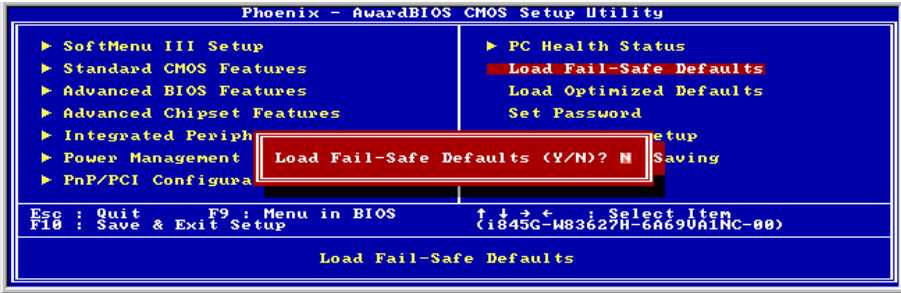 Phoenix - AwardBIOS CMOS Setup Utility
► SoftMenu III Setup
► Standard CMOS Features
► Advanced BIOS Features
► Advanced Chipset Features
► Integrated Periph
► Power Management
► PnP/PCI Configura
► PC Health Status
Load Fail-Safe Defaults
Load Optimized Defaults
Set Password
etup
Saving
Load Fail-Safe Defaults (Y/N)? N
Esc : Quit F9 : Menu in BIOS ↑ ↓ → ← : Select Item
F10 : Save & Exit Setup (i845G-W83627H-6A69VA1NC-00)
Load Fail-Safe Defaults